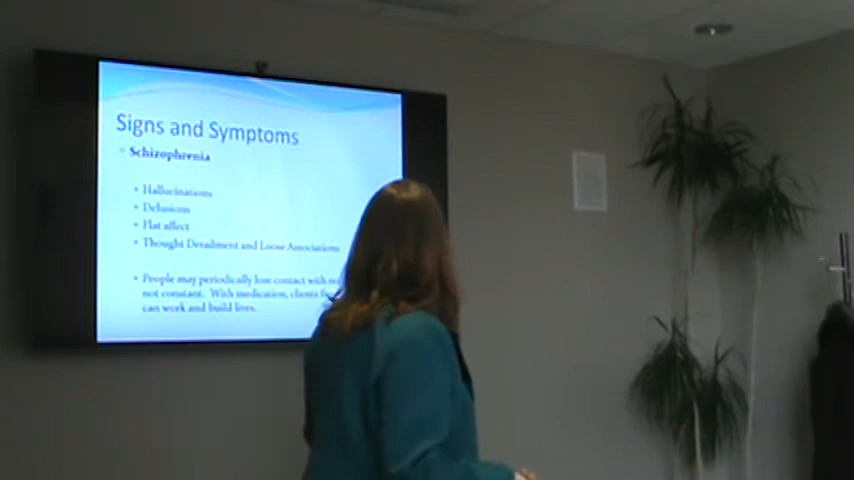 Signs and Symptoms
Schizophrenia
Hallucinations
Delusions
Flat affect
Thought Derailment and Loose Associations
People may periodically lose contact with
not constant. With medication, clients
can work and build lives.